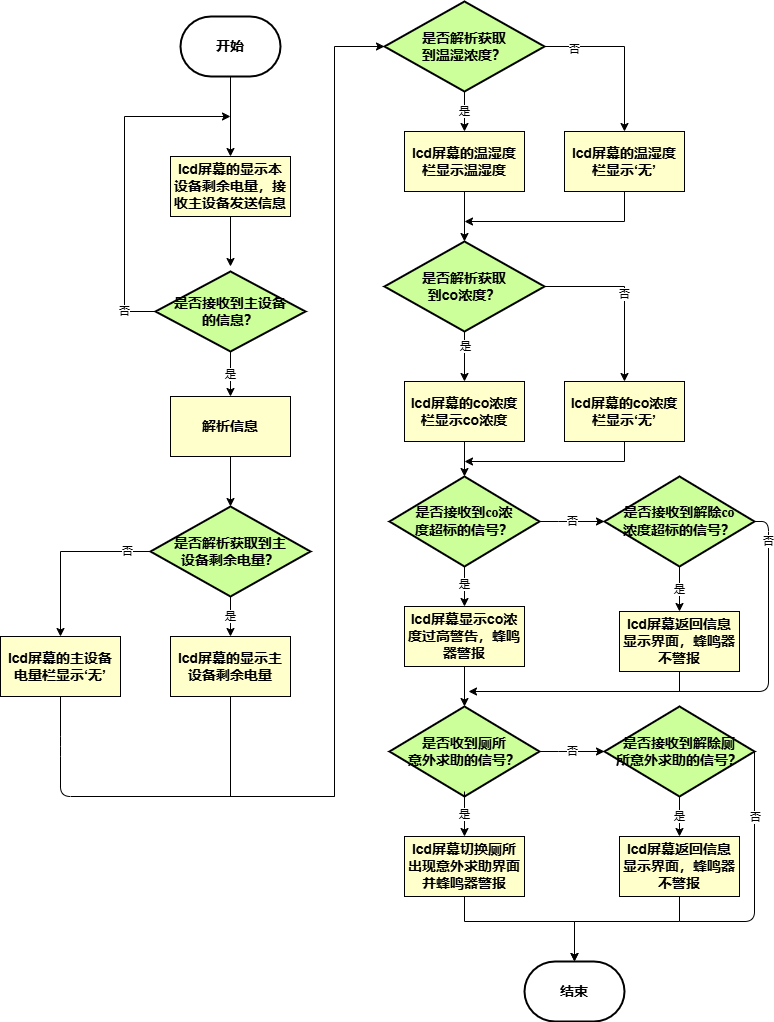 开始
lcd屏幕的显示本
设备剩余电量，接
收主设备发送信息
是否接收到主设备
的信息？
否
是
解析信息
是否解析获取到主
设备剩余电量？
否
是
lcd屏幕的主设备
电量栏显示‘无’
lcd屏幕的显示主
设备剩余电量
是否解析获取
到温湿浓度？
否
是
lcd屏幕的温湿度
栏显示温湿度
lcd屏幕的温湿度
栏显示‘无’
是否解析获取
到co浓度？
否
是
lcd屏幕的co浓度
栏显示co浓度
lcd屏幕的co浓度
栏显示‘无’
是否接收到co浓
度超标的信号？
否
是否接收到解除co
浓度超标的信号？
否
是
是
lcd屏幕显示co浓
度过高警告，蜂鸣
器警报
lcd屏幕返回信息
显示界面，蜂鸣器
不警报
是否收到厕所
意外求助的信号？
否
是否接收到解除厕
所意外求助的信号？
否
是
是
lcd屏幕切换厕所
出现意外求助界面
并蜂鸣器警报
lcd屏幕返回信息
显示界面，蜂鸣器
不警报
结束